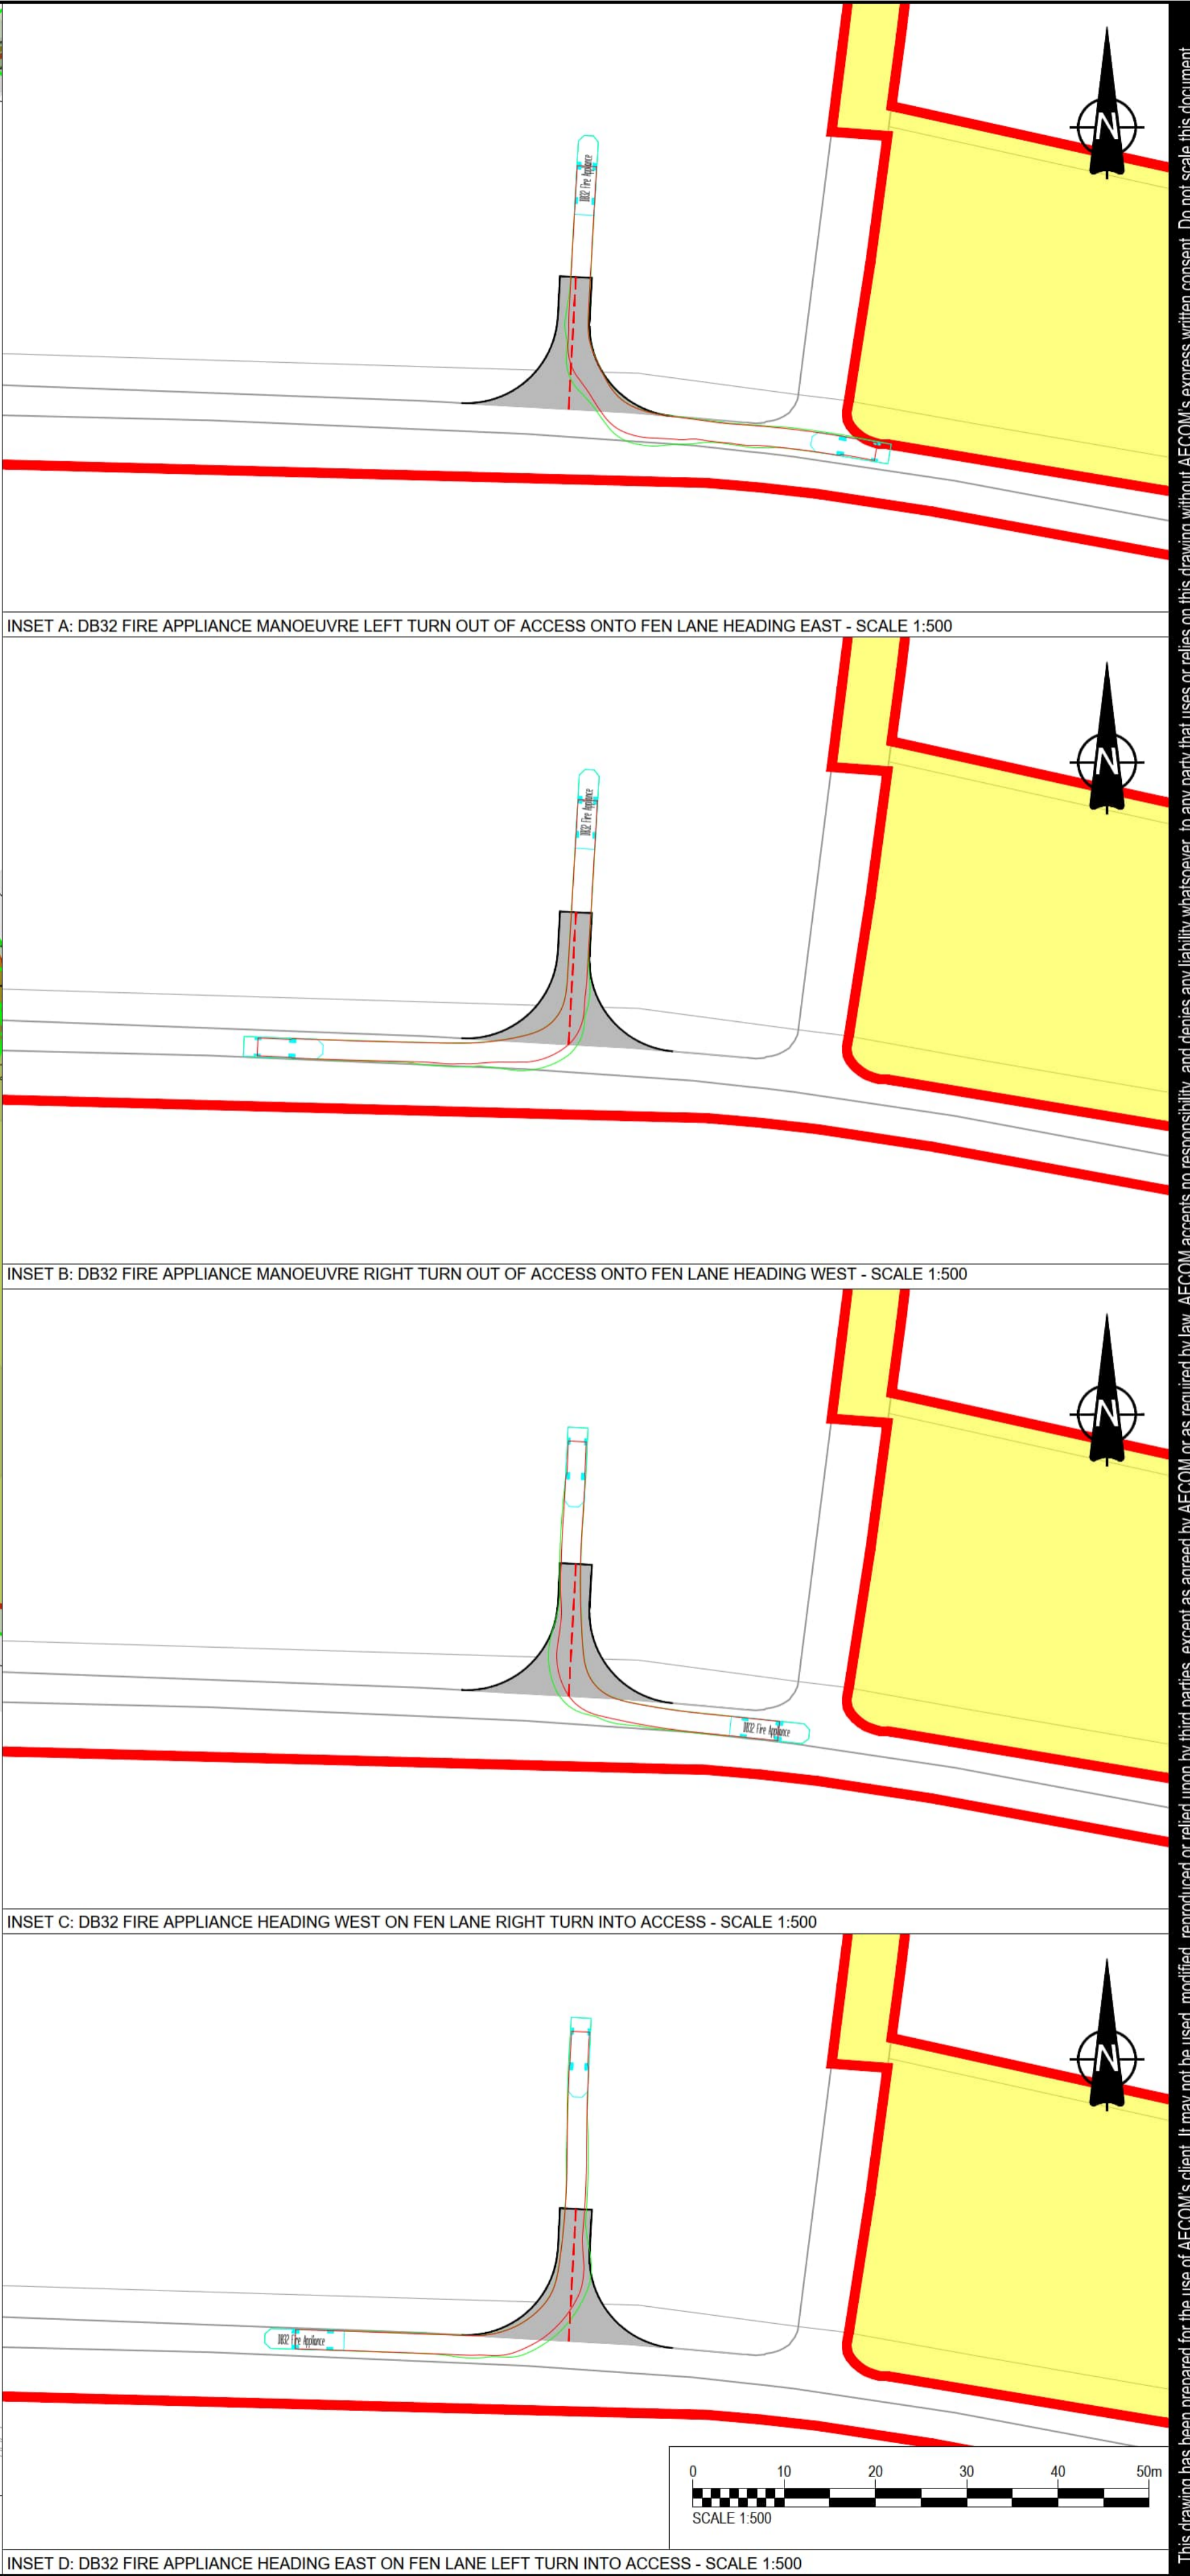 N
DB32 Fire Appliance
INSET A: DB32 FIRE APPLIANCE MANOEUVRE LEFT TURN OUT OF ACCESS ONTO FEN LANE HEADING EAST - SCALE 1:500
N
DB32 Fire Appliance
INSET B: DB32 FIRE APPLIANCE MANOEUVRE RIGHT TURN OUT OF ACCESS ONTO FEN LANE HEADING WEST - SCALE 1:500
N
DB32 Fire Appliance
INSET C: DB32 FIRE APPLIANCE HEADING WEST ON FEN LANE RIGHT TURN INTO ACCESS - SCALE 1:500
N
DB32 Fire Appliance
0 10 20 30 40 50m
SCALE 1:500
INSET D: DB32 FIRE APPLIANCE HEADING EAST ON FEN LANE LEFT TURN INTO ACCESS - SCALE 1:500
This drawing has been prepared for the use of AECOM's client. It may not be used, modified, reproduced or relied upon by third parties, except as agreed by AECOM or as required by law. AECOM accepts no responsibility, and denies any liability whatsoever, to any party that uses or relies on this drawing without AECOM's express written consent. Do not scale this document.